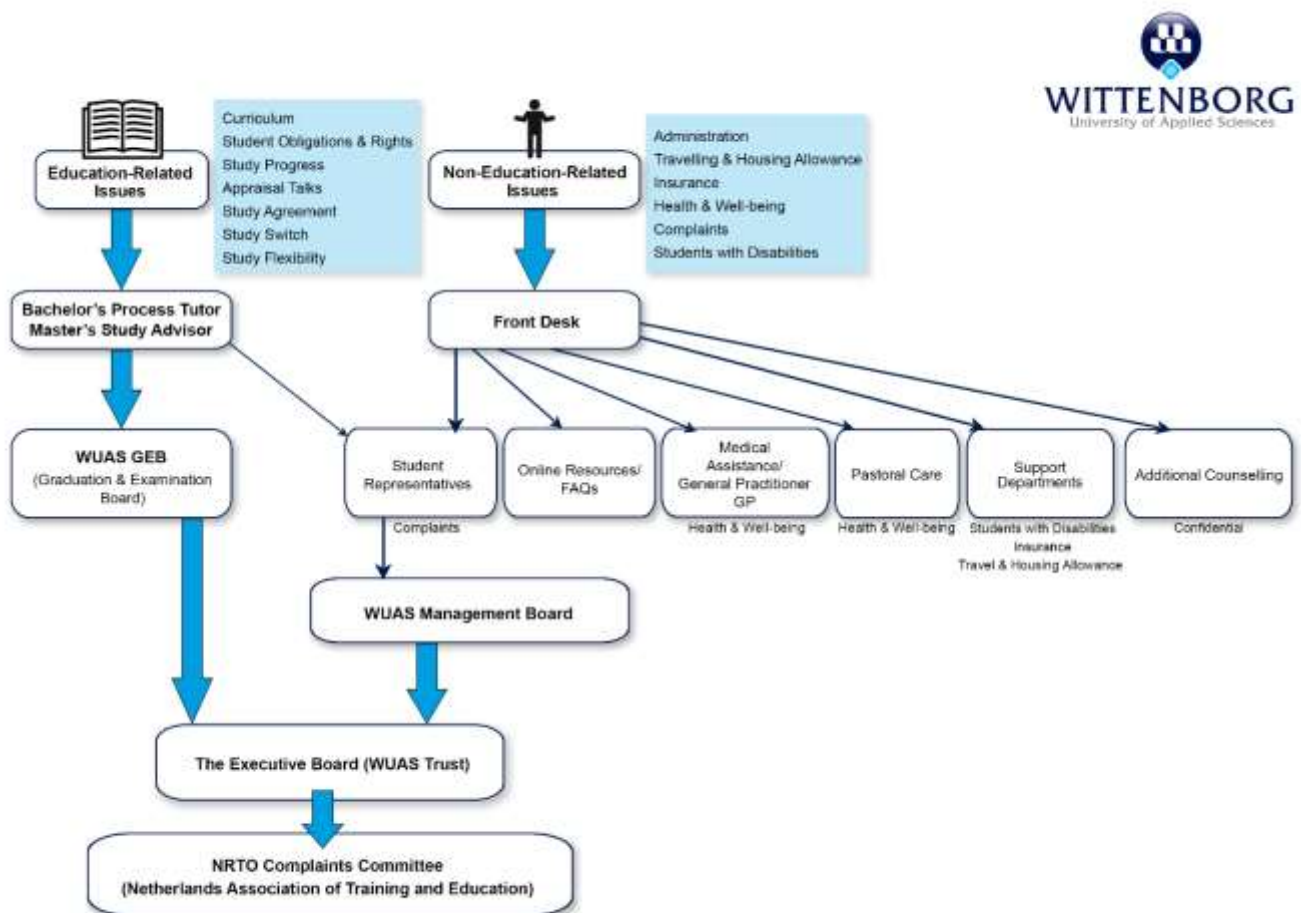 WITTENBORG
University of Applied Sciences
Education-Related
Issues
Curriculum
Student Obligations & Rights
Study Progress
Appraisal Talks
Study Agreement
Study Switch
Study Flexibility
Non-Education-Related
Issues
Administration
Travelling & Housing Allowance
Insurance
Health & Well-being
Complaints
Students with Disabilities
Bachelor's Process Tutor
Master's Study Advisor
Front Desk
WUAS GEB
(Graduation & Examination
Board)
Student
Representatives
Complaints
Online Resources/
FAQs
Medical
Assistance/
General Practitioner
GP
Health & Well-being
Pastoral Care
Health & Well-being
Support
Departments
Students with Disabilities
Insurance
Travel & Housing Allowance
Additional Counselling
Confidential
WUAS Management Board
The Executive Board (WUAS Trust)
NRTO Complaints Committee
(Netherlands Association of Training and Education)